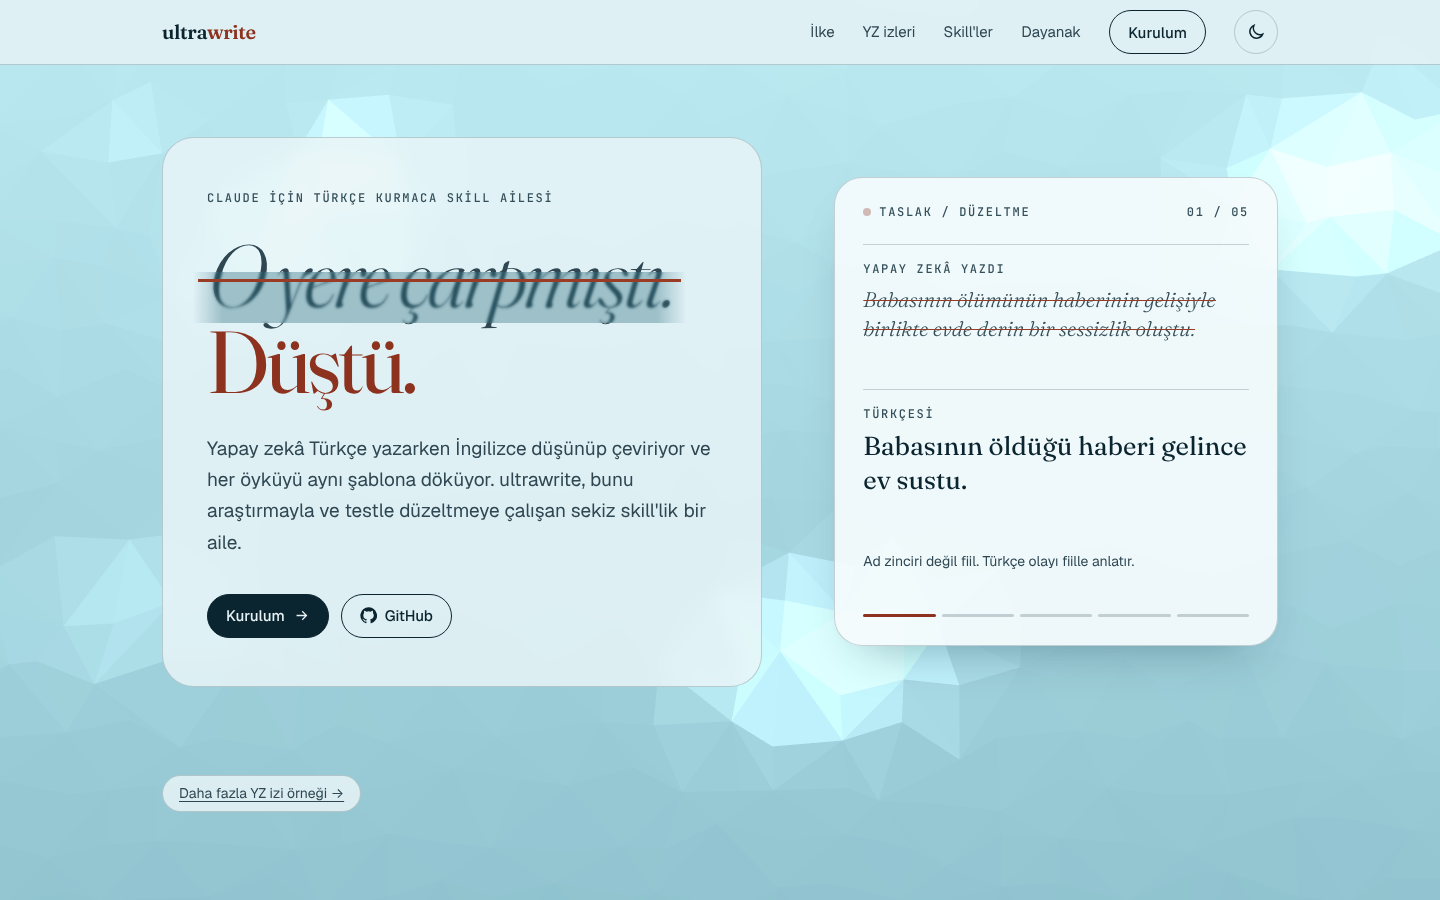 ultrawrite
İlke
YZ izleri
Skill'ler
Dayanak
Kurulum
CLAUDE İÇİN TÜRKÇE KURMACA SKİLL AİLESİ
O yere çarpmıştı.
Düştü.
Yapay zekâ Türkçe yazarken İngilizce düşünüp çeviriyor ve
her öyküyü aynı şablona döküyor. ultrawrite, bunu
araştırmayla ve testle düzeltmeye çalışan sekiz skill'lik bir
aile.
Kurulum →
GitHub
TASLAK / DÜZELTME
01 / 05
YAPAY ZEKÂ YAZDI
Babasının ölümünün haberinin gelişiyle
birlikte evde derin bir sessizlik oluştu.
TÜRKÇESİ
Babasının öldüğü haberi gelince
ev sustu.
Ad zinciri değil fiil. Türkçe olayı fiille anlatır.
Daha fazla YZ izi örneği →